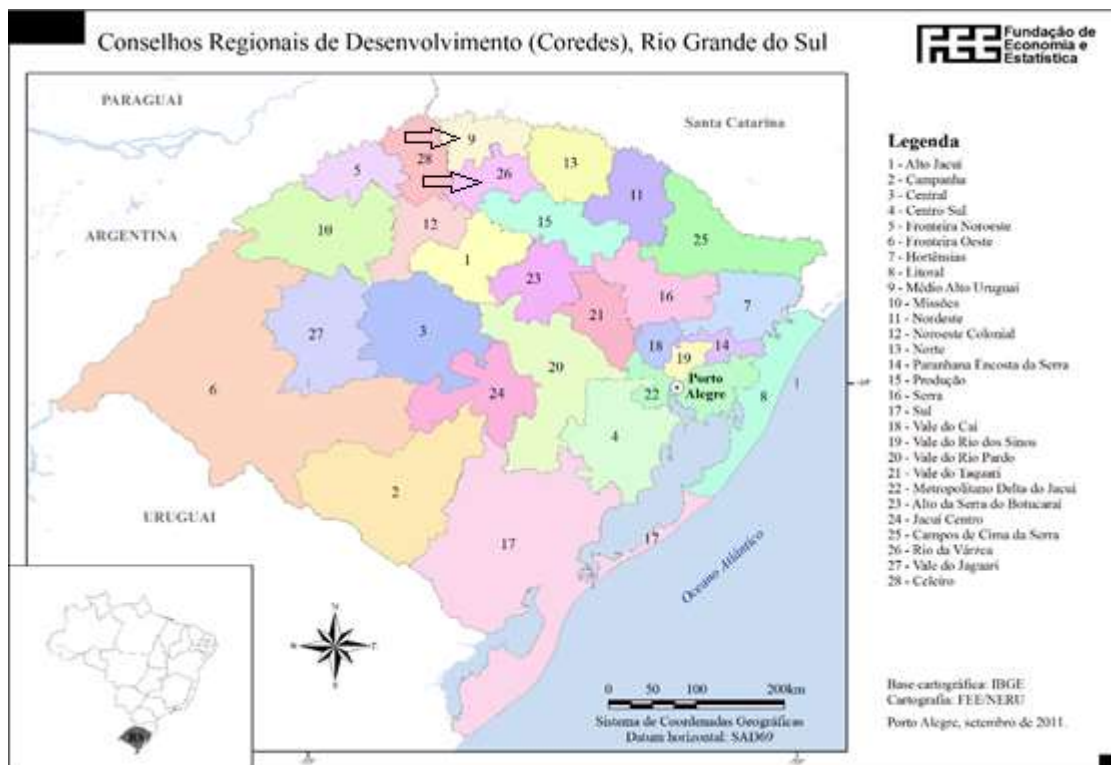 Conselhos Regionais de Desenvolvimento (Coredes), Rio Grande do Sul
FEE Fundação de
Economia e
Estatística
PARAGUAI
Santa Catarina
ARGENTINA
URUGUAI
Oceano Atlântico
Porto
Alegre
9
28
5
26
13
11
15
25
10
12
1
23
16
7
21
27
3
18
19
14
20
6
24
22
8
4
2
17
17
Legenda
1 - Alto Jacuí
2 - Campanha
3 - Central
4 - Centro Sul
5 - Fronteira Noroeste
6 - Fronteira Oeste
7 - Hortênsias
8 - Litoral
9 - Médio Alto Uruguai
10 - Missões
11 - Nordeste
12 - Noroeste Colonial
13 - Norte
14 - Paranhana Encosta da Serra
15 - Produção
16 - Serra
17 - Sul
18 - Vale do Caí
19 - Vale do Rio dos Sinos
20 - Vale do Rio Pardo
21 - Vale do Taquari
22 - Metropolitano Delta do Jacuí
23 - Alto da Serra do Botucaraí
24 - Jacuí Centro
25 - Campos de Cima da Serra
26 - Rio da Várzea
27 - Vale do Jaguari
28 - Celeiro
N
S
0 50 100 200km
Sistema de Coordenadas Geográficas
Datum horizontal: SAD69
Base cartográfica: IBGE
Cartografia: FEE/NERU
Porto Alegre, setembro de 2011.